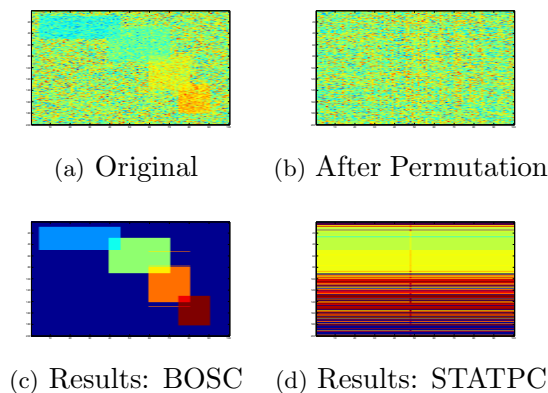 (a) Original
(b) After Permutation
(c) Results: BOSC
(d) Results: STATPC